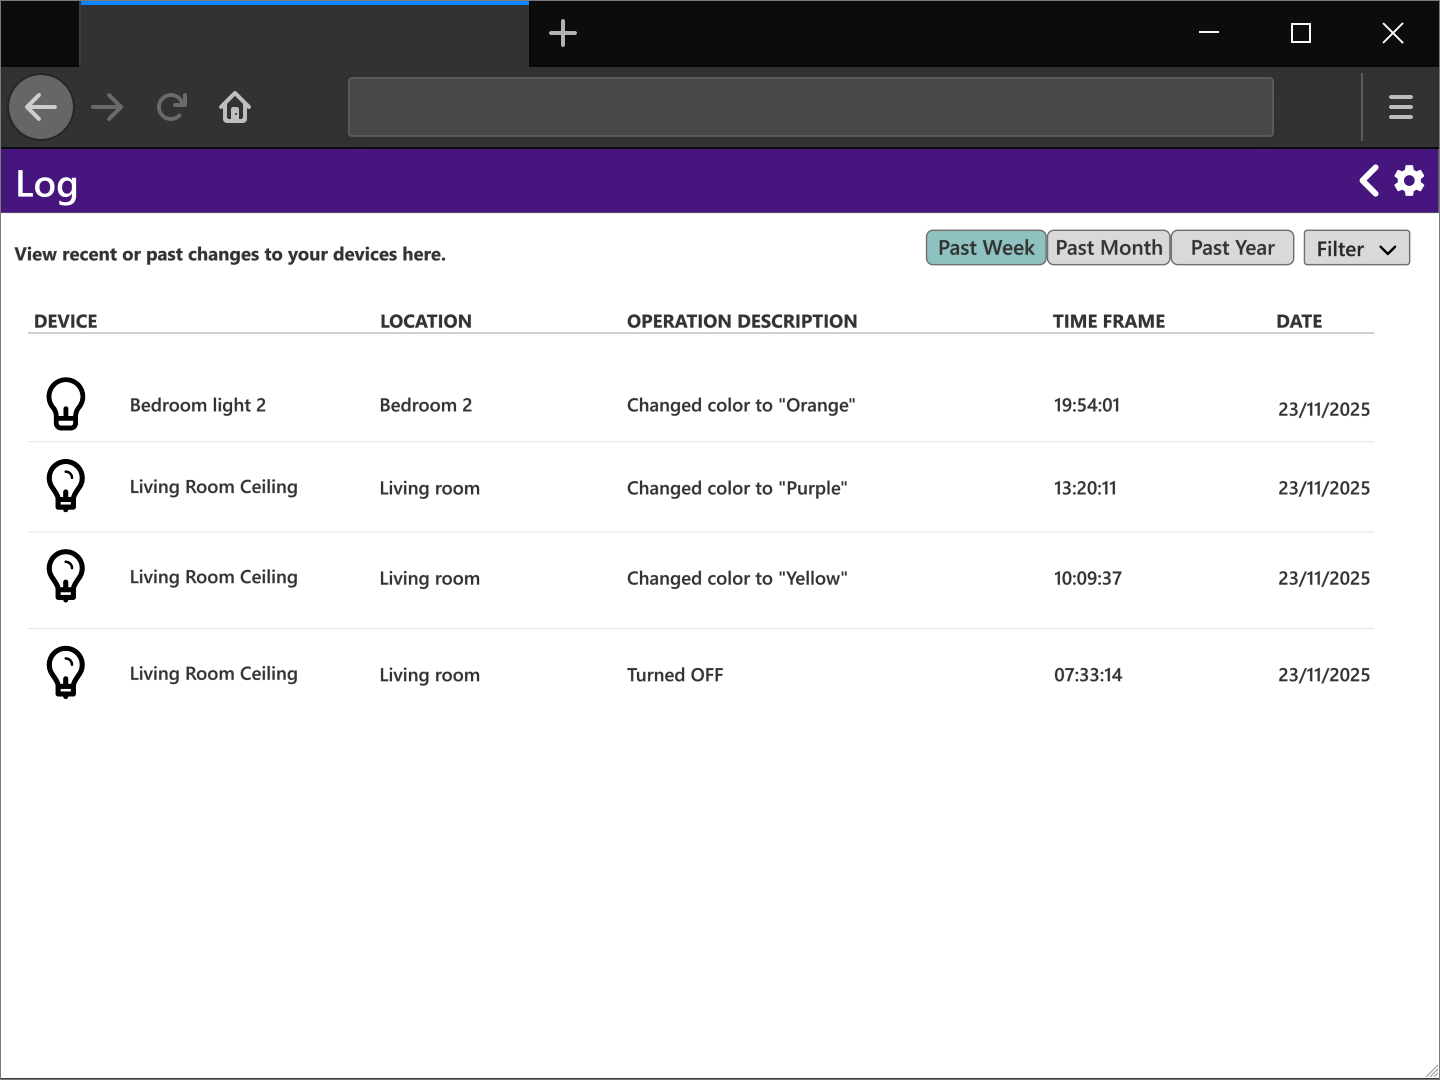 Log
View recent or past changes to your devices here.
Past Week Past Month Past Year Filter
DEVICE LOCATION OPERATION DESCRIPTION TIME FRAME DATE
Bedroom light 2 Bedroom 2 Changed color to "Orange" 19:54:01 23/11/2025
Living Room Ceiling Living room Changed color to "Purple" 13:20:11 23/11/2025
Living Room Ceiling Living room Changed color to "Yellow" 10:09:37 23/11/2025
Living Room Ceiling Living room Turned OFF 07:33:14 23/11/2025